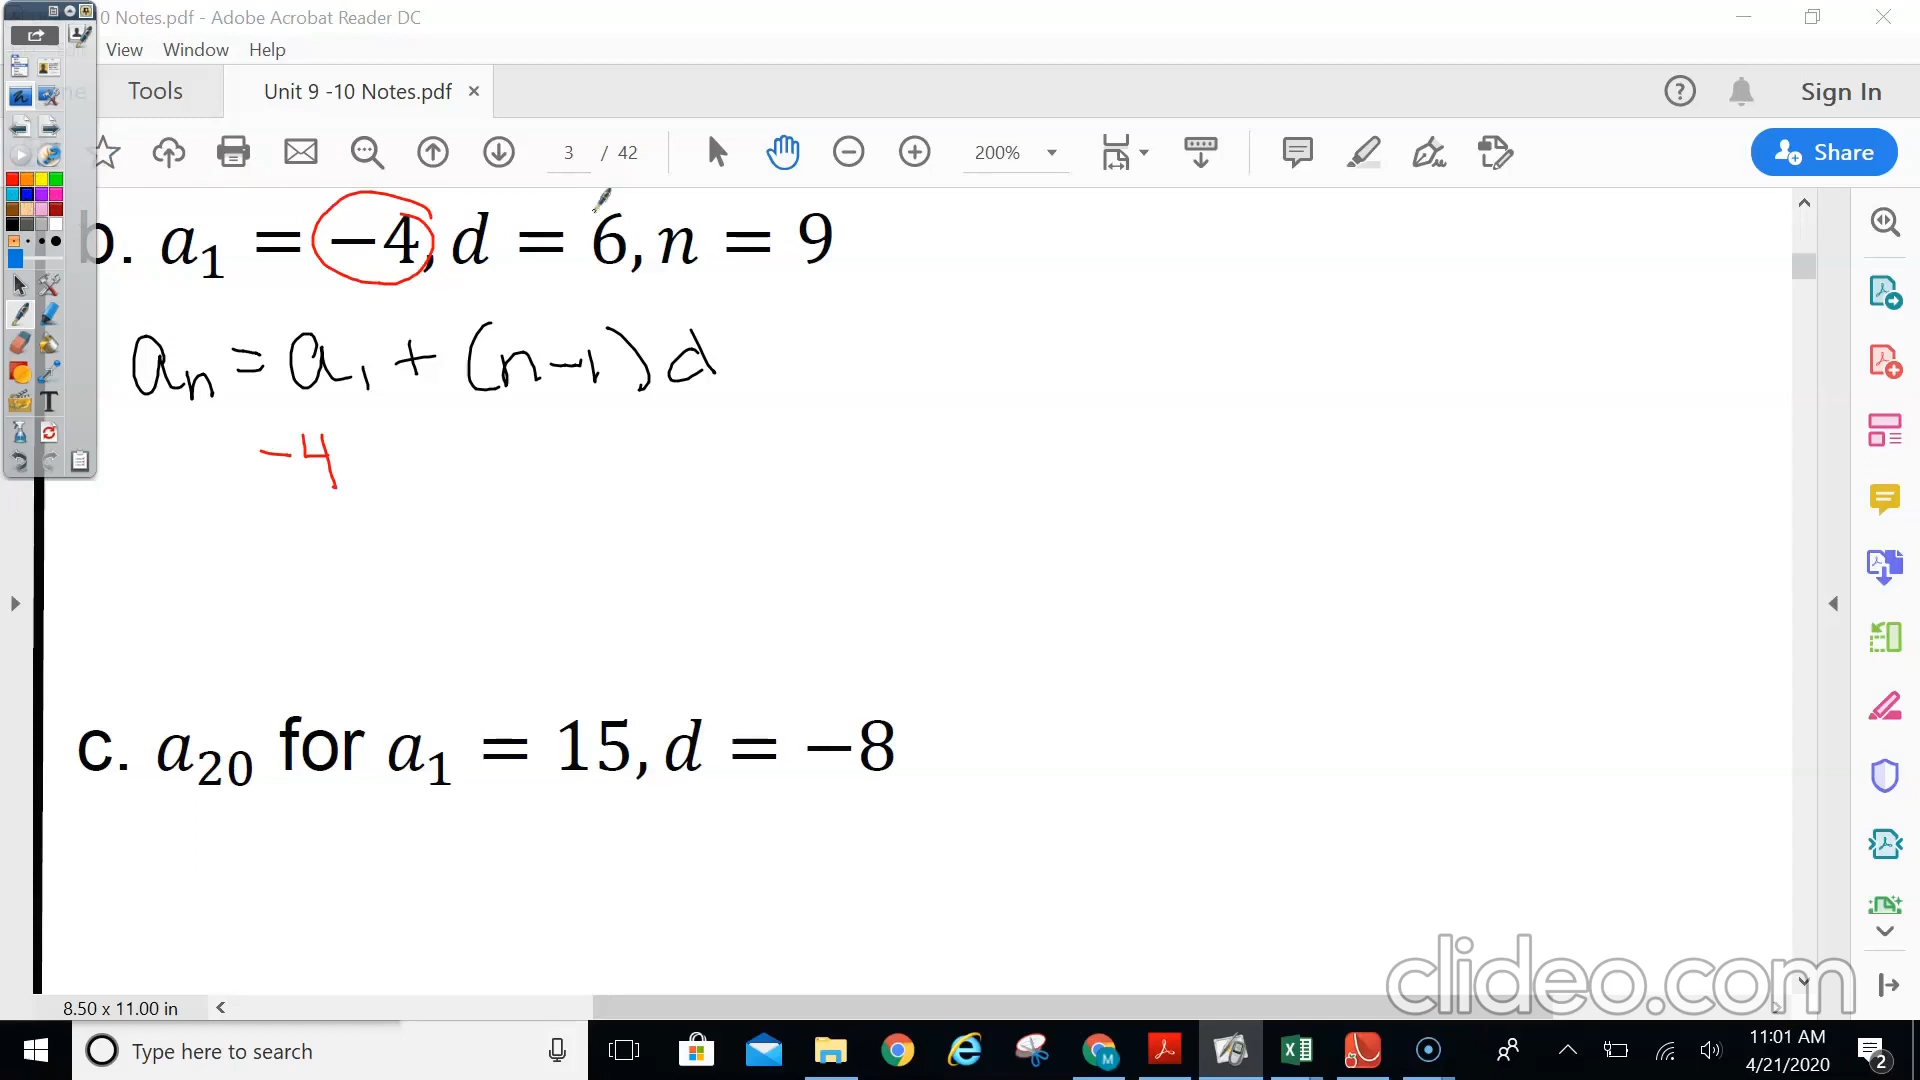 0 Notes.pdf - Adobe Acrobat Reader DC
View Window Help
Tools Unit 9 -10 Notes.pdf × Sign In
3 / 42 200% Share
b. a₁ = −4, d = 6, n = 9
aₙ = a₁ + (n−1)d
−4
c. a₂₀ for a₁ = 15, d = −8
clideo.com
8.50 x 11.00 in
Type here to search
11:01 AM
4/21/2020
2